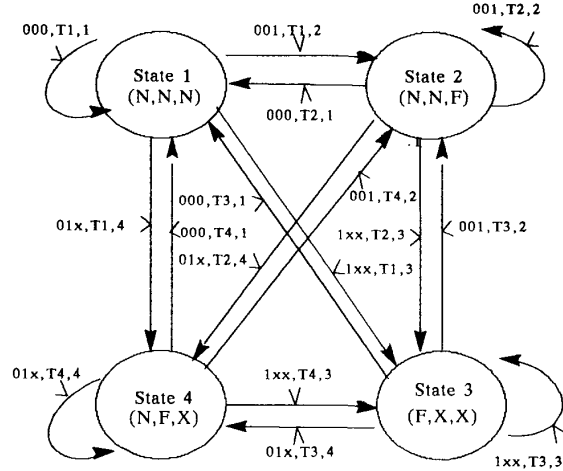 000,T1,1
001,T1,2
001,T2,2
State 1
(N,N,N)
State 2
(N,N,F)
000,T2,1
000,T3,1
001,T4,2
01x,T1,4
000,T4,1
01x,T2,4
1xx,T1,3
1xx,T2,3
001,T3,2
01x,T4,4
State 4
(N,F,X)
1xx,T4,3
State 3
(F,X,X)
01x,T3,4
1xx,T3,3